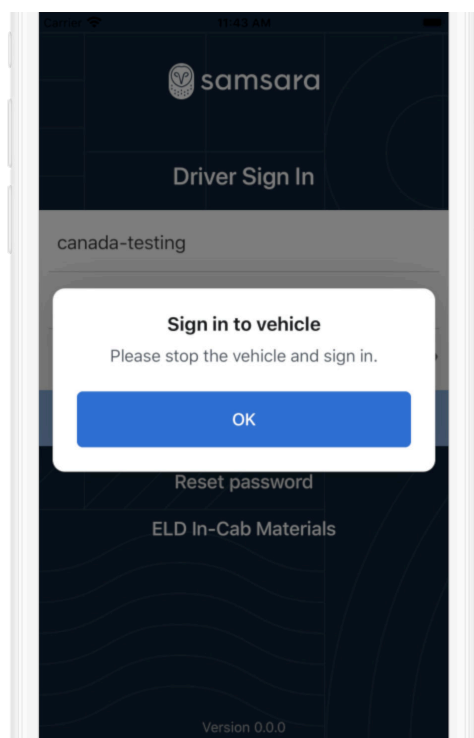 Carrier 11:43 AM
samsara
Driver Sign In
canada-testing
Sign in to vehicle
Please stop the vehicle and sign in.
OK
Reset password
ELD In-Cab Materials
Version 0.0.0